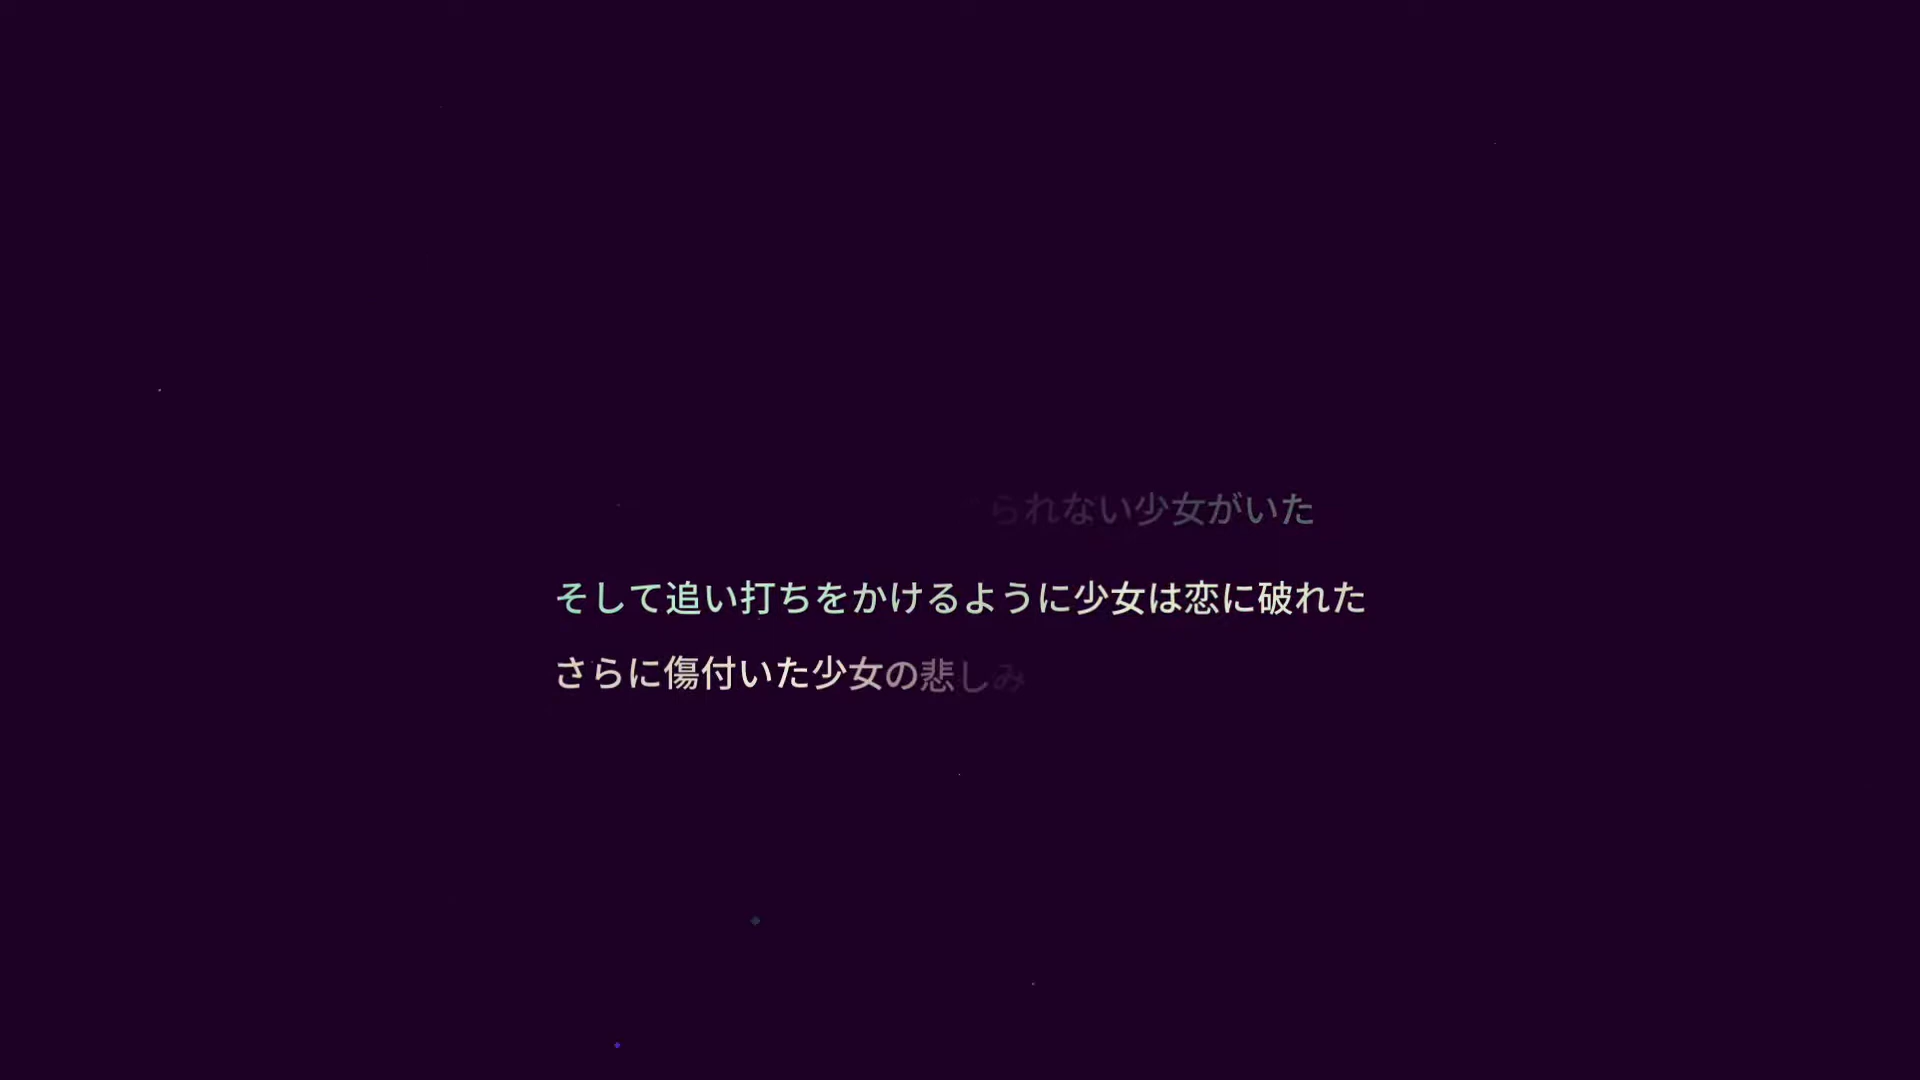 られない少女がいた
そして追い打ちをかけるように少女は恋に破れた
さらに傷付いた少女の悲しみ